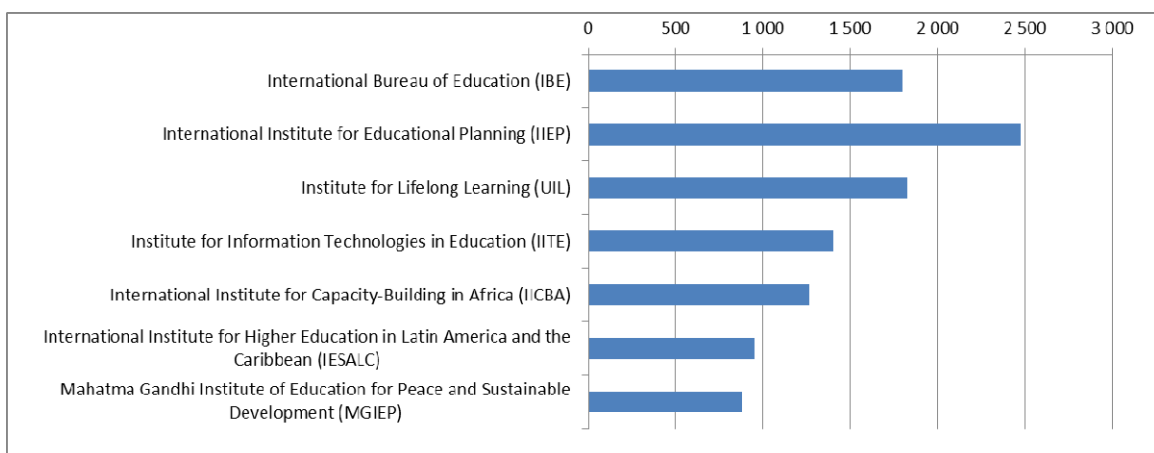 0 500 1 000 1 500 2 000 2 500 3 000
International Bureau of Education (IBE)
International Institute for Educational Planning (IIEP)
Institute for Lifelong Learning (UIL)
Institute for Information Technologies in Education (IITE)
International Institute for Capacity-Building in Africa (IICBA)
International Institute for Higher Education in Latin America and the
Caribbean (IESALC)
Mahatma Gandhi Institute of Education for Peace and Sustainable
Development (MGIEP)